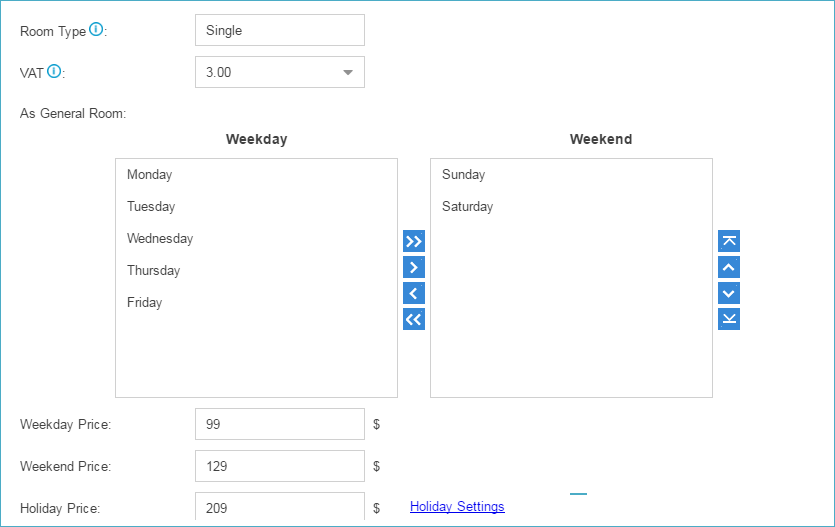 Room Type : Single
VAT : 3.00
As General Room:
Weekday Weekend
Monday Sunday
Tuesday Saturday
Wednesday
Thursday
Friday
Weekday Price: 99 $
Weekend Price: 129 $
Holiday Price: 209 $ Holiday Settings